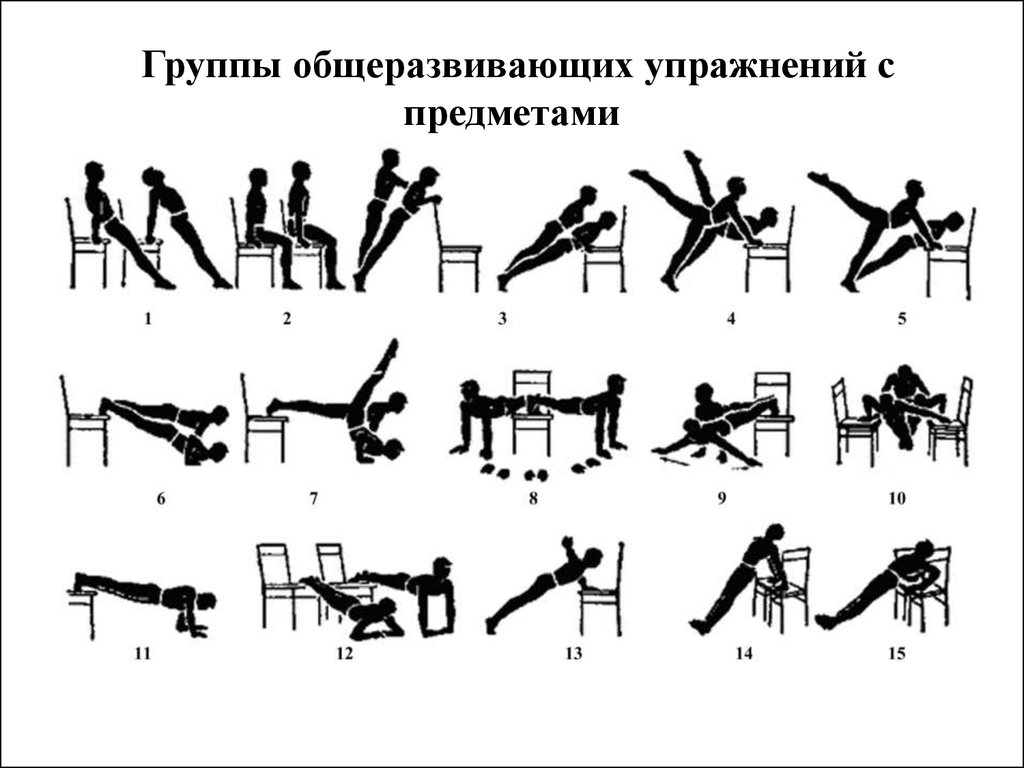 Группы общеразвивающих упражнений с
предметами
1 2 3 4 5
6 7 8 9 10
11 12 13 14 15